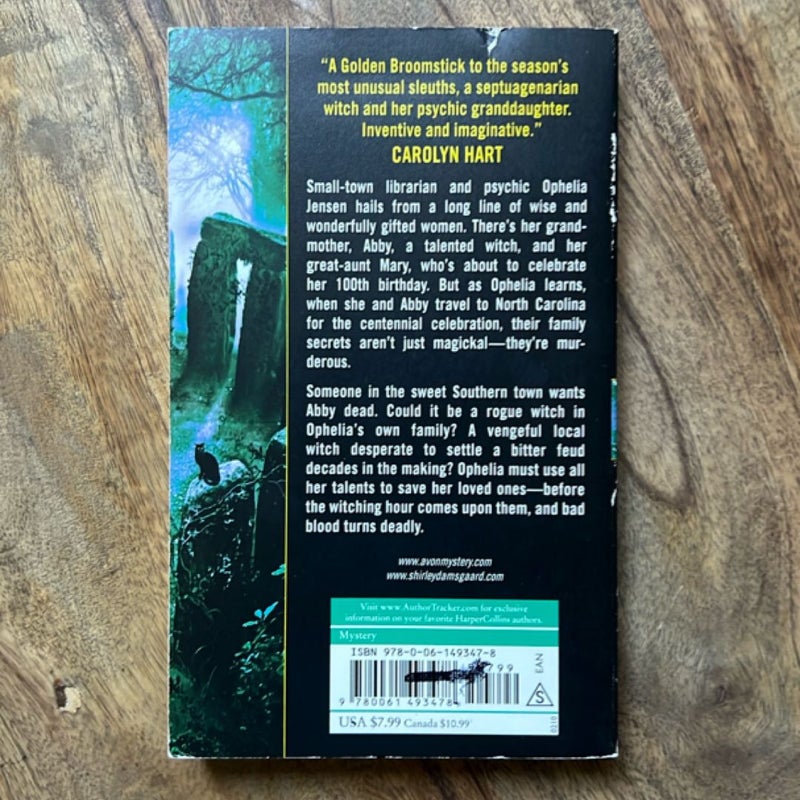 “A Golden Broomstick to the season’s
most unusual sleuths, a septuagenarian
witch and her psychic granddaughter.
Inventive and imaginative.”
CAROLYN HART
Small-town librarian and psychic Ophelia
Jensen hails from a long line of wise and
wonderfully gifted women. There’s her grand-
mother, Abby, a talented witch, and her
great-aunt Mary, who’s about to celebrate
her 100th birthday. But as Ophelia learns,
when she and Abby travel to North Carolina
for the centennial celebration, their family
secrets aren’t just magickal—they’re mur-
derous.
Someone in the sweet Southern town wants
Abby dead. Could it be a rogue witch in
Ophelia’s own family? A vengeful local
witch desperate to settle a bitter feud
decades in the making? Ophelia must use all
her talents to save her loved ones—before
the witching hour comes upon them, and bad
blood turns deadly.
www.avonmystery.com
www.shirleydamsgaard.com
Visit www.AuthorTracker.com for exclusive
information on your favorite HarperCollins authors.
Mystery
ISBN 978-0-06-149347-8
799
EAN
9 780061 493478
S
USA $7.99 Canada $10.99
0210